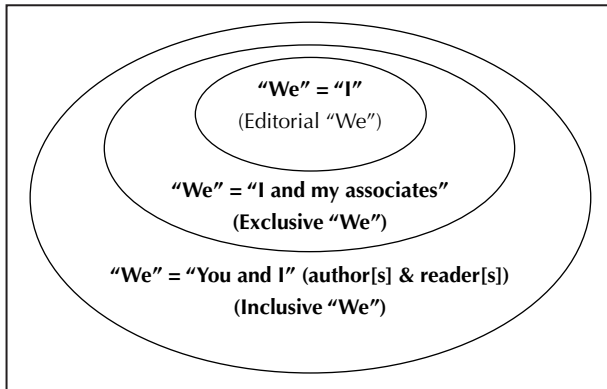 “We” = “I”
(Editorial “We”)
“We” = “I and my associates”
(Exclusive “We”)
“We” = “You and I” (author[s] & reader[s])
(Inclusive “We”)